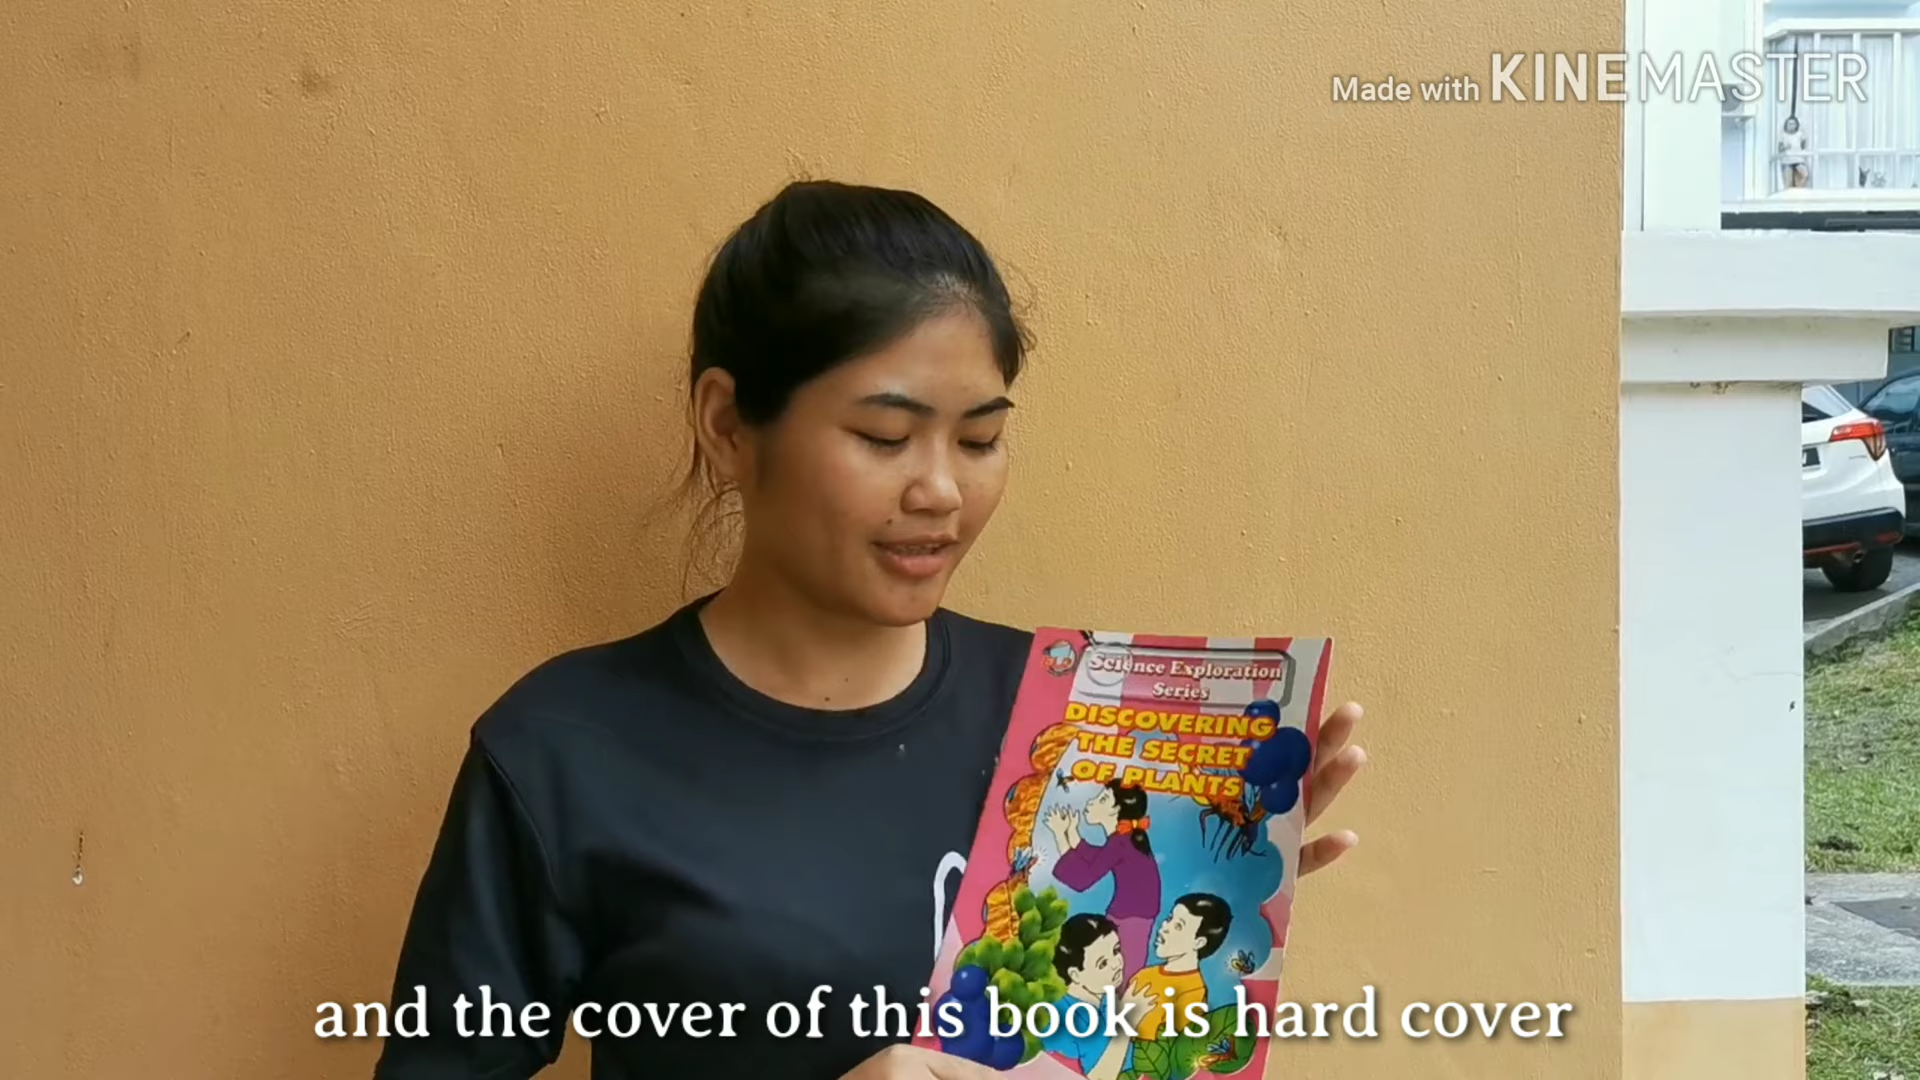 Made with KINEMASTER
Science Exploration
Series
DISCOVERING
THE SECRET
OF PLANTS
and the cover of this book is hard cover